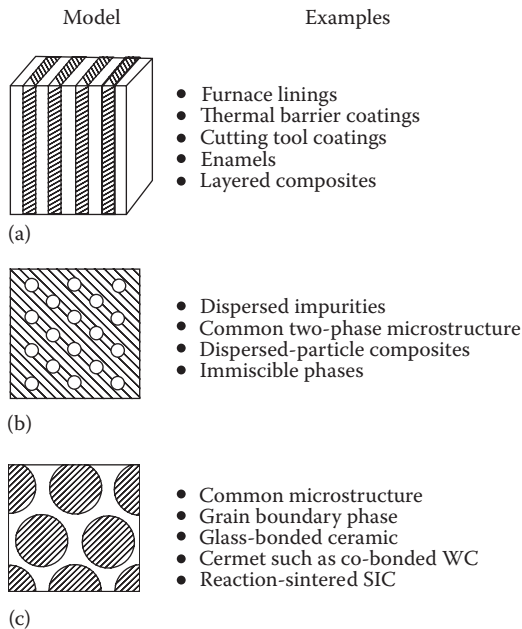 Model Examples
• Furnace linings
• Thermal barrier coatings
• Cutting tool coatings
• Enamels
• Layered composites
(a)
• Dispersed impurities
• Common two-phase microstructure
• Dispersed-particle composites
• Immiscible phases
(b)
• Common microstructure
• Grain boundary phase
• Glass-bonded ceramic
• Cermet such as co-bonded WC
• Reaction-sintered SIC
(c)